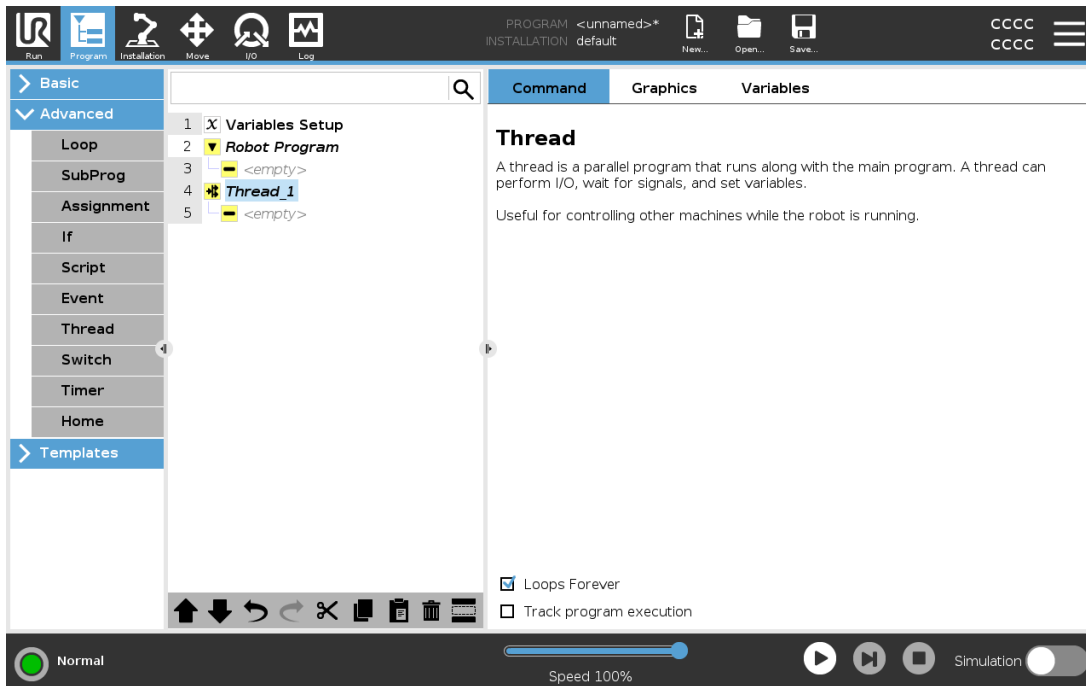 PROGRAM <unnamed>*
INSTALLATION default
CCCC
CCCC
UR
Run
Program
Installation
Move
I/O
Log
New...
Open...
Save...
Basic
Advanced
Loop
SubProg
Assignment
If
Script
Event
Thread
Switch
Timer
Home
Templates
1 X Variables Setup
2 Robot Program
3 <empty>
4 Thread_1
5 <empty>
Command
Graphics
Variables
Thread
A thread is a parallel program that runs along with the main program. A thread can
perform I/O, wait for signals, and set variables.
Useful for controlling other machines while the robot is running.
Loops Forever
Track program execution
Normal
Speed 100%
Simulation